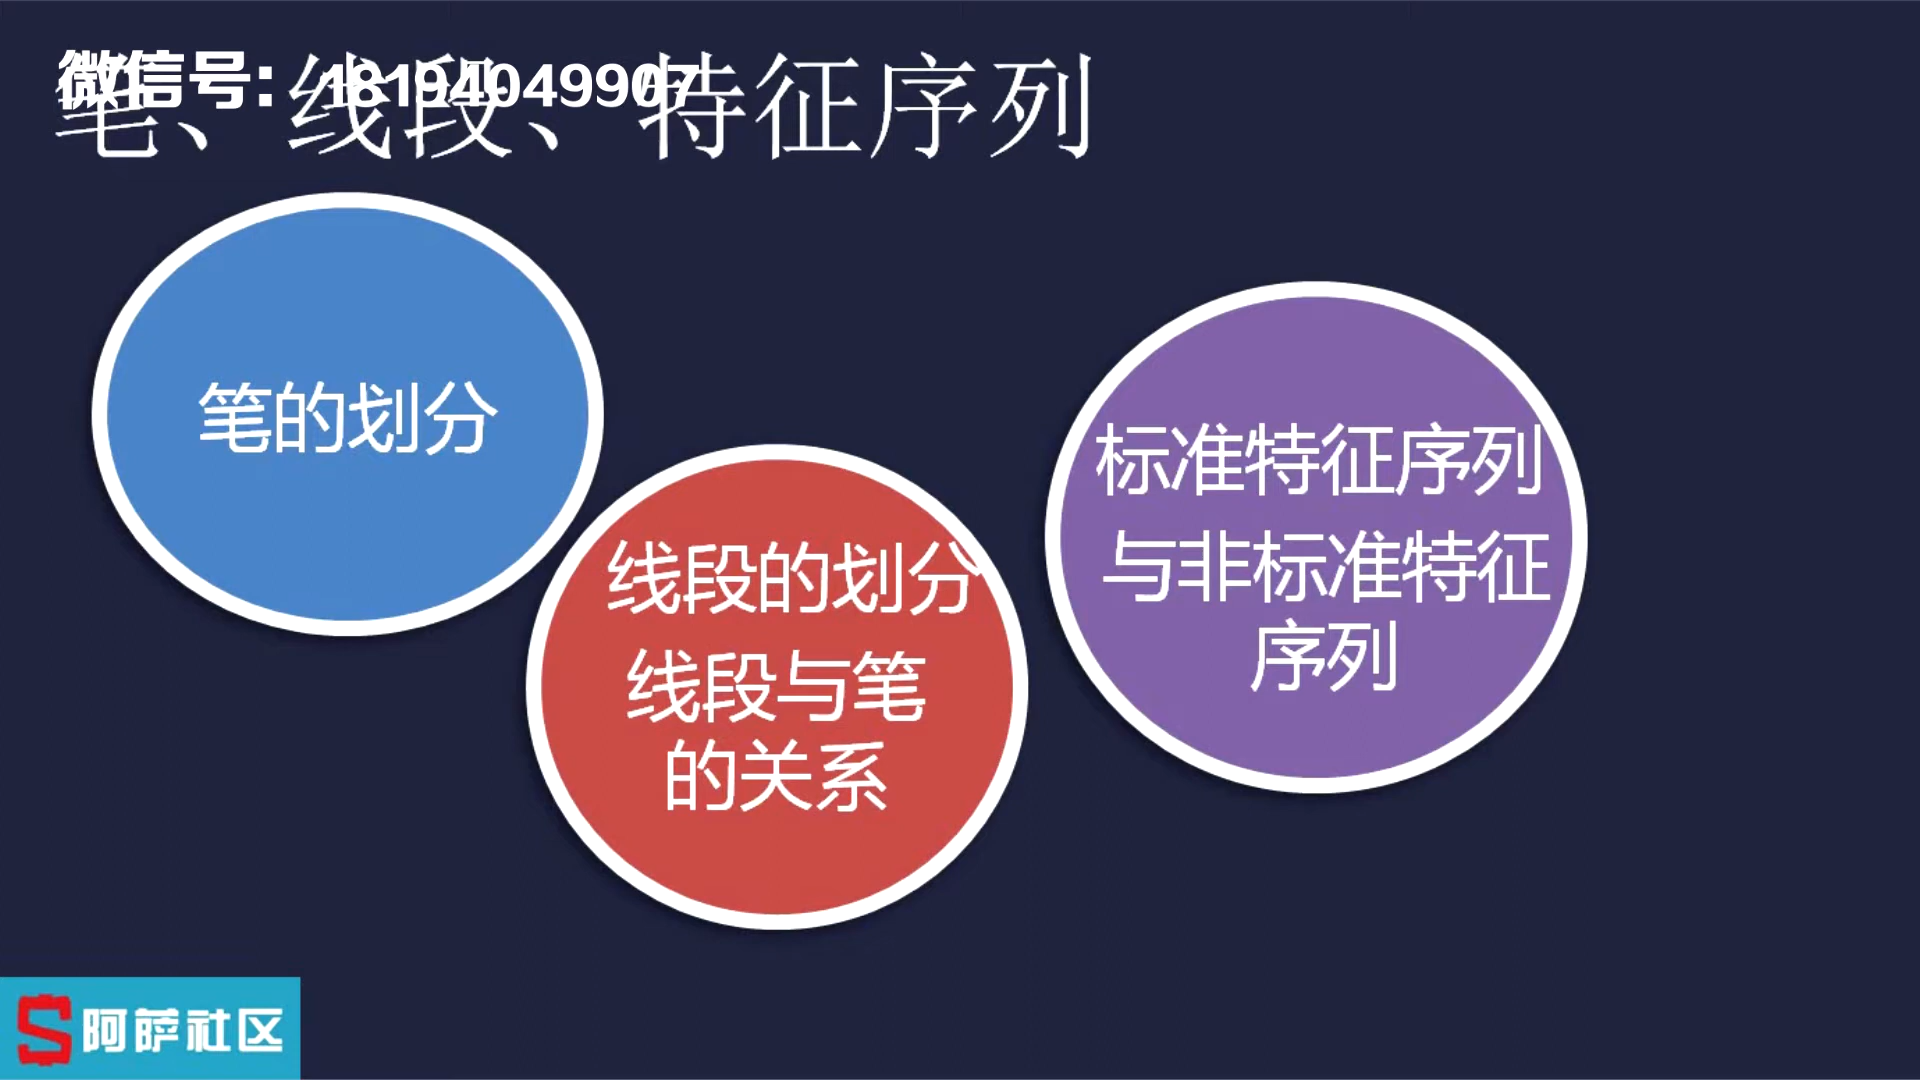 微信号：18194049907
笔、线段、特征序列
笔的划分
线段的划分
线段与笔
的关系
标准特征序列
与非标准特征
序列
阿萨社区